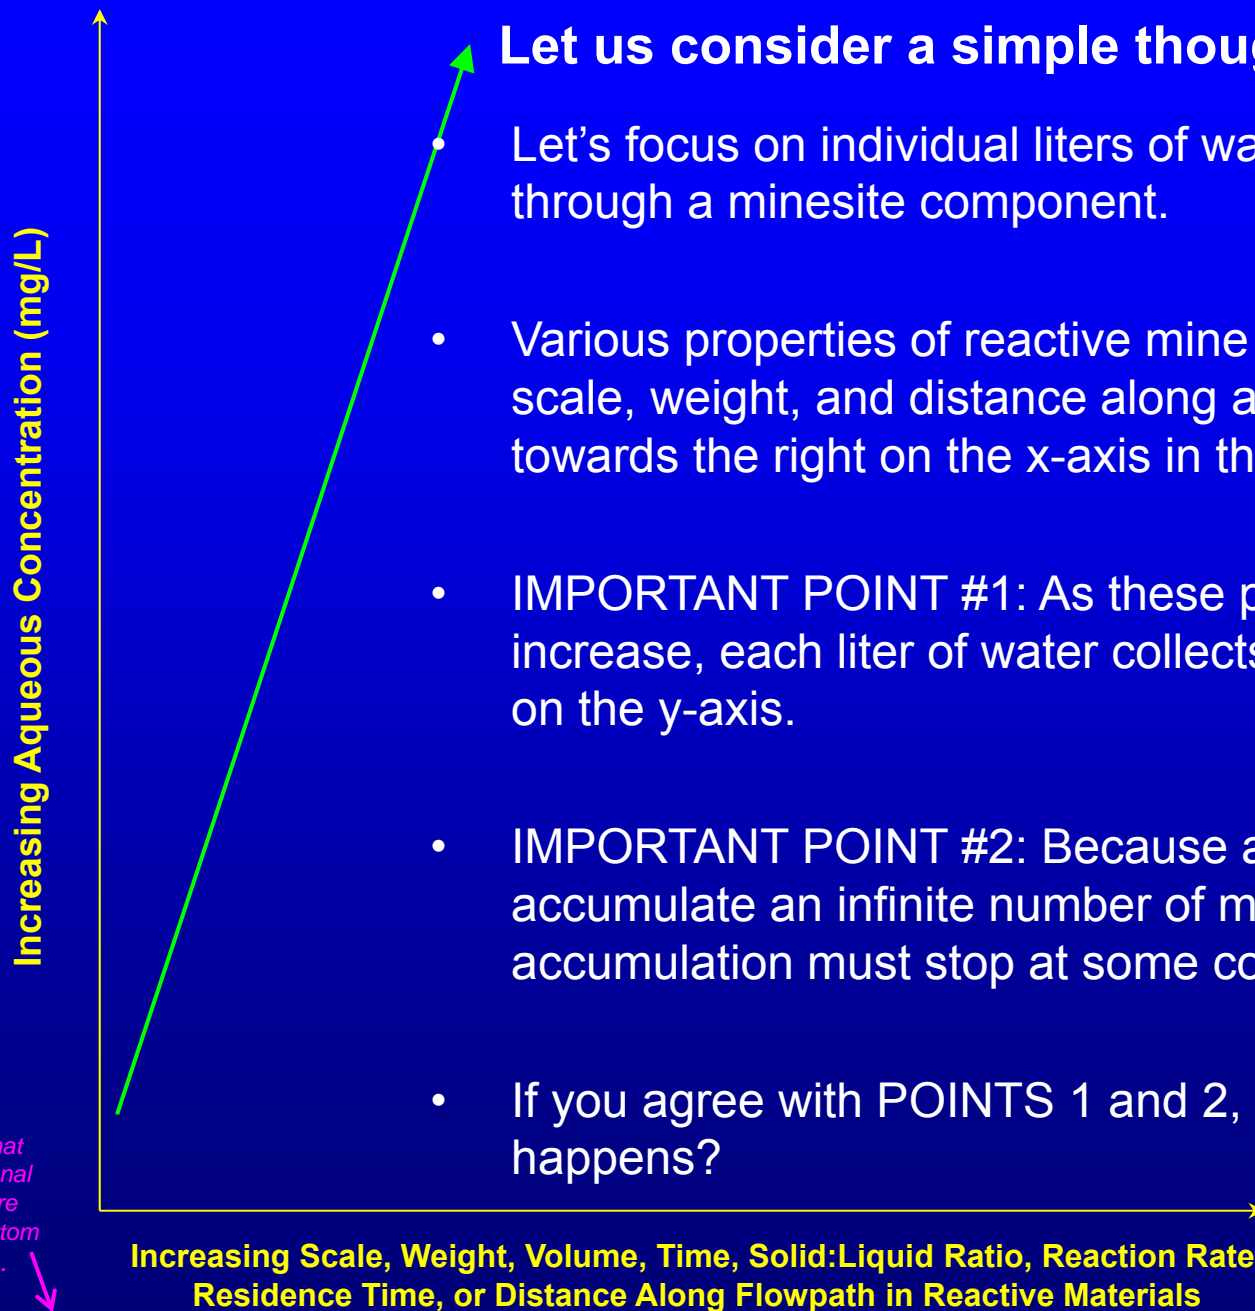 Let us consider a simple
• Let's focus on individual liters of
through a minesite component.
• Various properties of reactive mine
scale, weight, and distance along
towards the right on the x-axis in
IMPORTANT POINT #1: As these
increase, each liter of water collects
on the y-axis.
• IMPORTANT POINT #2: Because
accumulate an infinite number of
accumulation must stop at some
• If you agree with POINTS 1 and 2,
happens?
Increasing Aqueous Concentration (mg/L)
Increasing Scale, Weight, Volume, Time, Solid:Liquid Ratio, Reaction Rate
Residence Time, or Distance Along Flowpath in Reactive Materials